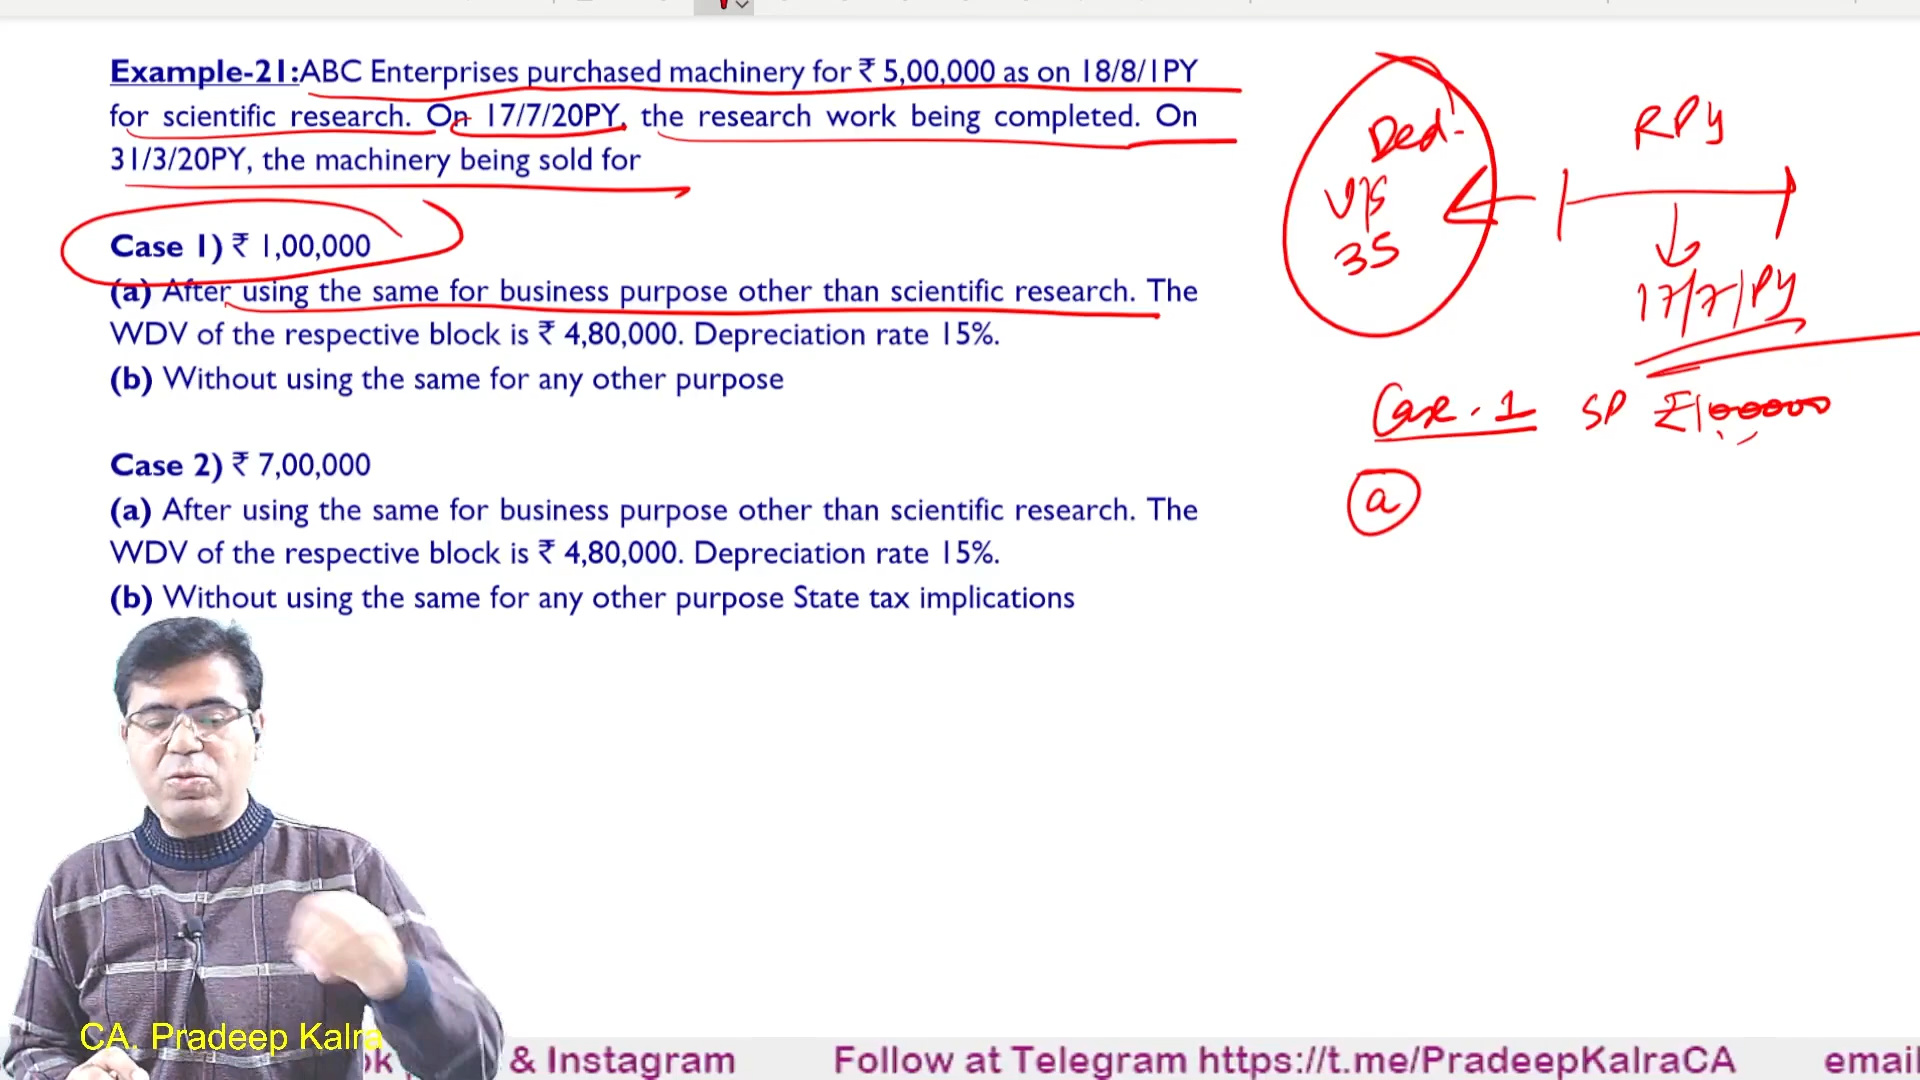 Example-21:ABC Enterprises purchased machinery for ₹ 5,00,000 as on 18/8/1PY
for scientific research. On 17/7/20PY, the research work being completed. On
31/3/20PY, the machinery being sold for
Case 1) ₹ 1,00,000
(a) After using the same for business purpose other than scientific research. The
WDV of the respective block is ₹ 4,80,000. Depreciation rate 15%.
(b) Without using the same for any other purpose
Case 2) ₹ 7,00,000
(a) After using the same for business purpose other than scientific research. The
WDV of the respective block is ₹ 4,80,000. Depreciation rate 15%.
(b) Without using the same for any other purpose State tax implications
Ded.
U/S
35
RPY
17/7/PY
Case . 1 SP ₹100000
a
CA. Pradeep Kalra
& Instagram Follow at Telegram https://t.me/PradeepKalraCA email